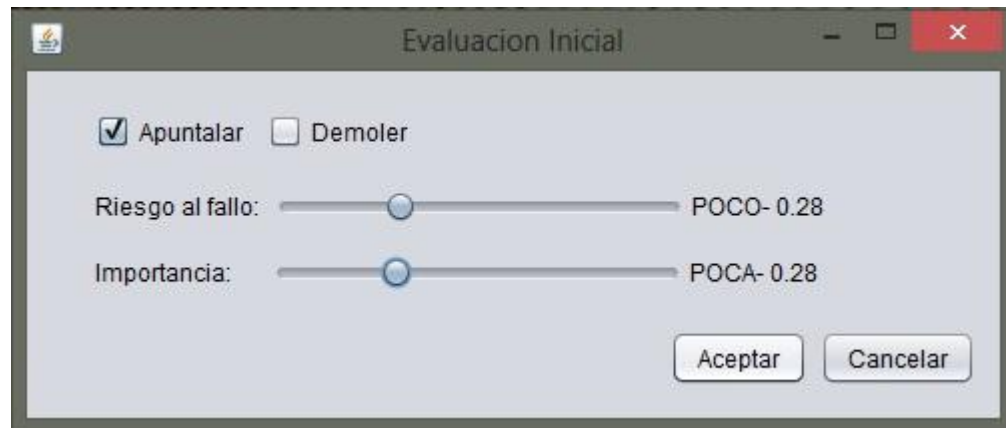 Evaluacion Inicial
Apuntalar Demoler
Riesgo al fallo: POCO- 0.28
Importancia: POCA- 0.28
Aceptar Cancelar